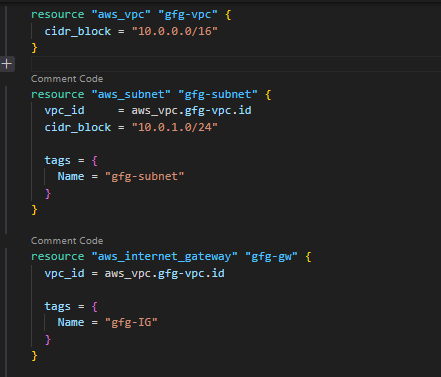 resource "aws_vpc" "gfg-vpc" {
  cidr_block = "10.0.0.0/16"
}
Comment Code
resource "aws_subnet" "gfg-subnet" {
  vpc_id     = aws_vpc.gfg-vpc.id
  cidr_block = "10.0.1.0/24"

  tags = {
    Name = "gfg-subnet"
  }
}
Comment Code
resource "aws_internet_gateway" "gfg-gw" {
  vpc_id = aws_vpc.gfg-vpc.id

  tags = {
    Name = "gfg-IG"
  }
}